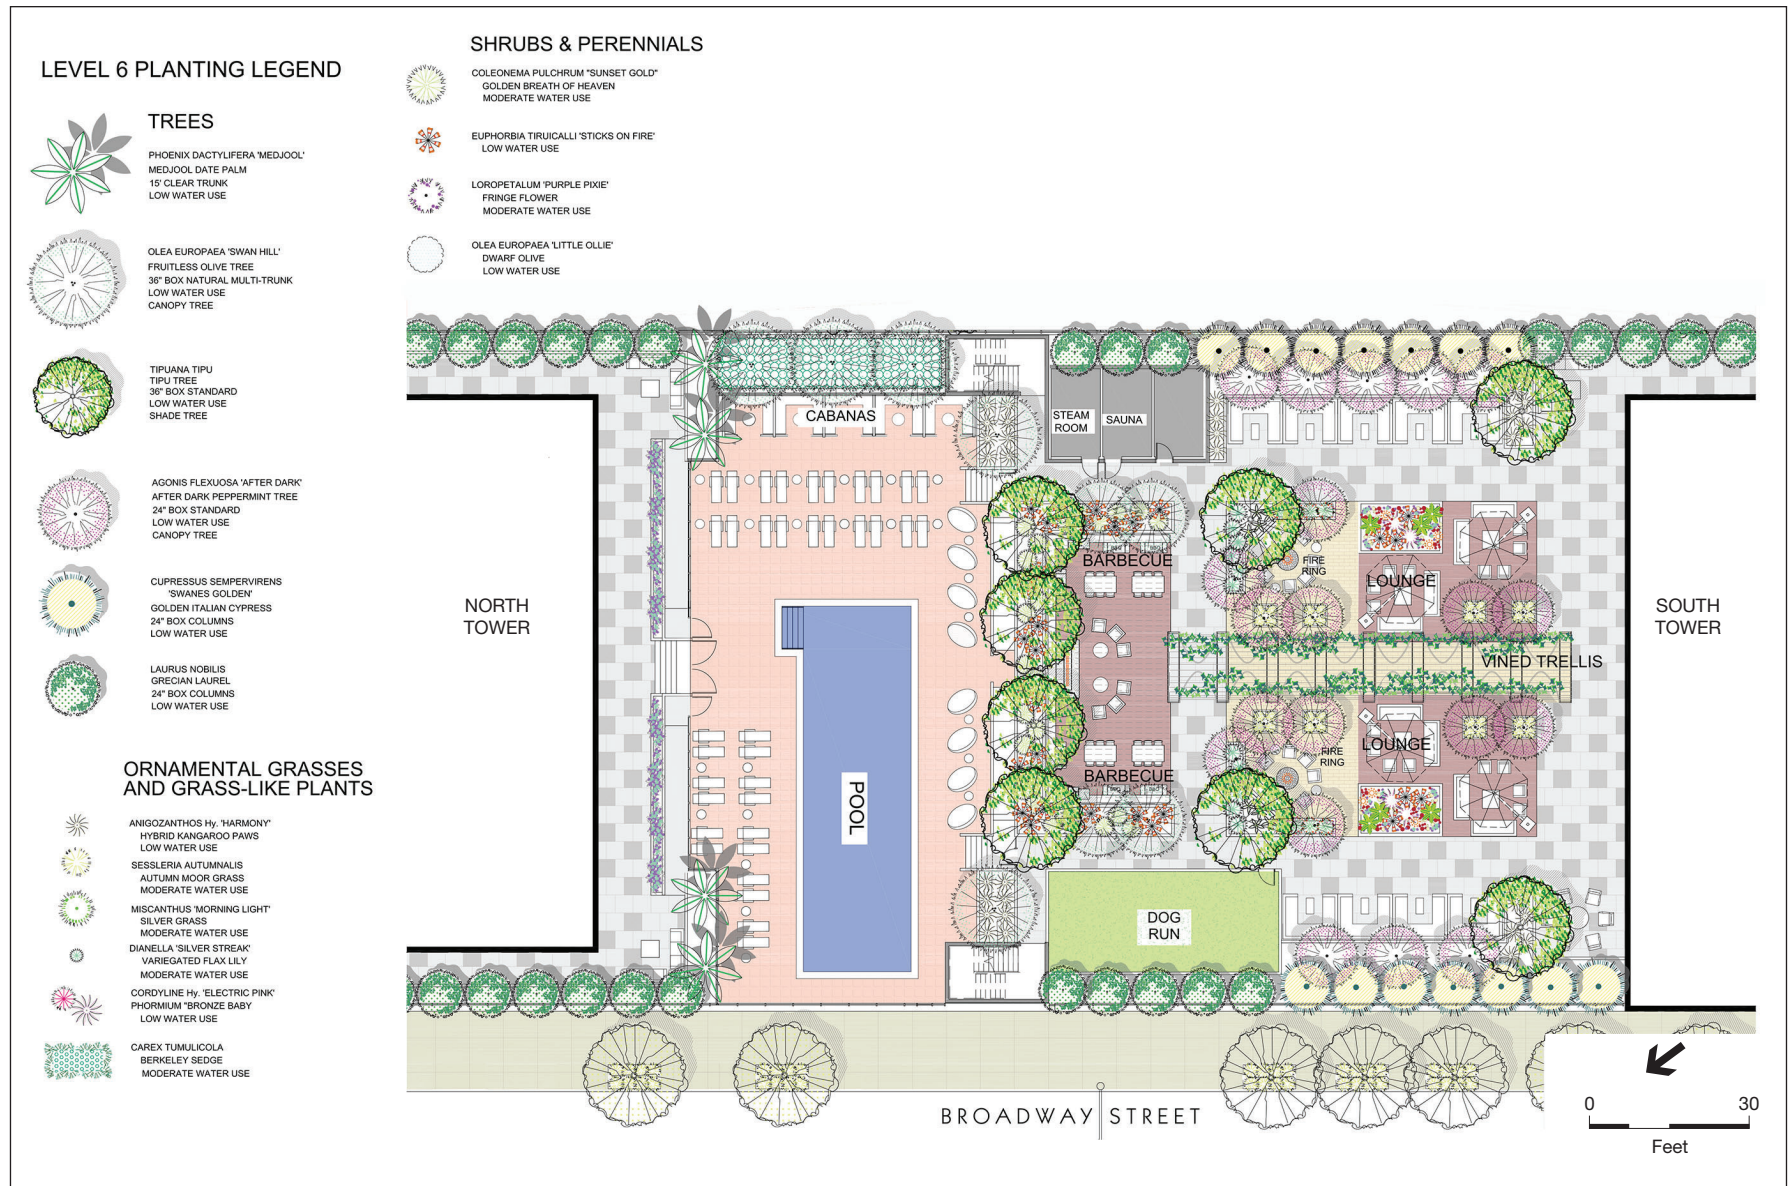 LEVEL 6 PLANTING LEGEND
TREES
PHOENIX DACTYLIFERA 'MEDJOOL'
MEDJOOL DATE PALM
15' CLEAR TRUNK
LOW WATER USE
OLEA EUROPAEA 'SWAN HILL'
FRUITLESS OLIVE TREE
36" BOX NATURAL MULTI-TRUNK
LOW WATER USE
CANOPY TREE
TIPUANA TIPU
TIPU TREE
36" BOX STANDARD
LOW WATER USE
SHADE TREE
AGONIS FLEXUOSA 'AFTER DARK'
AFTER DARK PEPPERMINT TREE
24" BOX STANDARD
LOW WATER USE
CANOPY TREE
CUPRESSUS SEMPERVIRENS
'SWANES GOLDEN'
GOLDEN ITALIAN CYPRESS
24" BOX COLUMNS
LOW WATER USE
LAURUS NOBILIS
GRECIAN LAUREL
24" BOX COLUMNS
LOW WATER USE
ORNAMENTAL GRASSES
AND GRASS-LIKE PLANTS
ANIGOZANTHOS Hy. 'HARMONY'
HYBRID KANGAROO PAWS
LOW WATER USE
SESSLERIA AUTUMNALIS
AUTUMN MOOR GRASS
MODERATE WATER USE
MISCANTHUS 'MORNING LIGHT'
SILVER GRASS
MODERATE WATER USE
DIANELLA 'SILVER STREAK'
VARIEGATED FLAX LILY
MODERATE WATER USE
CORDYLINE Hy. 'ELECTRIC PINK'
PHORMIUM "BRONZE BABY
LOW WATER USE
CAREX TUMULICOLA
BERKELEY SEDGE
MODERATE WATER USE
SHRUBS & PERENNIALS
COLEONEMA PULCHRUM "SUNSET GOLD"
GOLDEN BREATH OF HEAVEN
MODERATE WATER USE
EUPHORBIA TIRUICALLI 'STICKS ON FIRE'
LOW WATER USE
LOROPETALUM 'PURPLE PIXIE'
FRINGE FLOWER
MODERATE WATER USE
OLEA EUROPAEA 'LITTLE OLLIE'
DWARF OLIVE
LOW WATER USE
CABANAS
STEAM
ROOM
SAUNA
NORTH
TOWER
BARBECUE
FIRE
RING
LOUNGE
SOUTH
TOWER
VINED TRELLIS
LOUNGE
FIRE
RING
BARBECUE
POOL
DOG
RUN
BROADWAY STREET
0 30
Feet